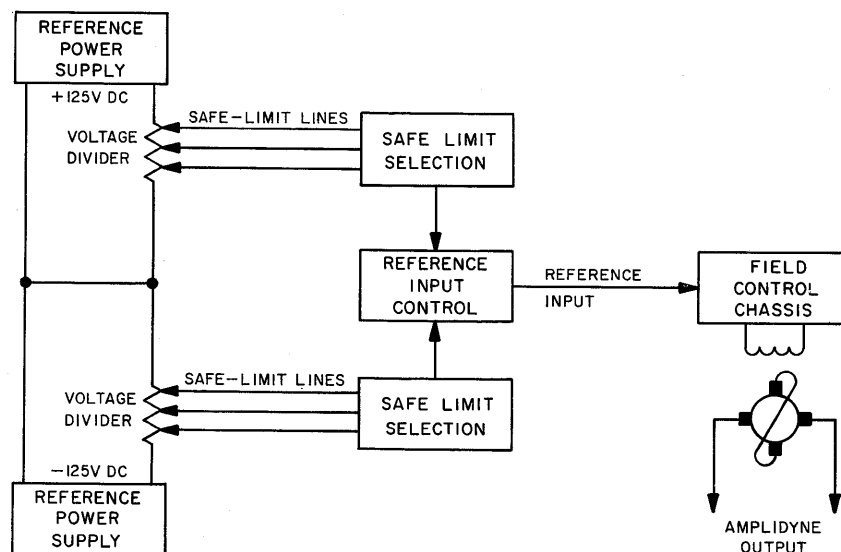 REFERENCE
POWER
SUPPLY
+125V DC
VOLTAGE
DIVIDER
SAFE-LIMIT LINES
SAFE LIMIT
SELECTION
REFERENCE
INPUT
CONTROL
REFERENCE
INPUT
FIELD
CONTROL
CHASSIS
VOLTAGE
DIVIDER
SAFE-LIMIT LINES
SAFE LIMIT
SELECTION
-125V DC
REFERENCE
POWER
SUPPLY
AMPLIDYNE
OUTPUT